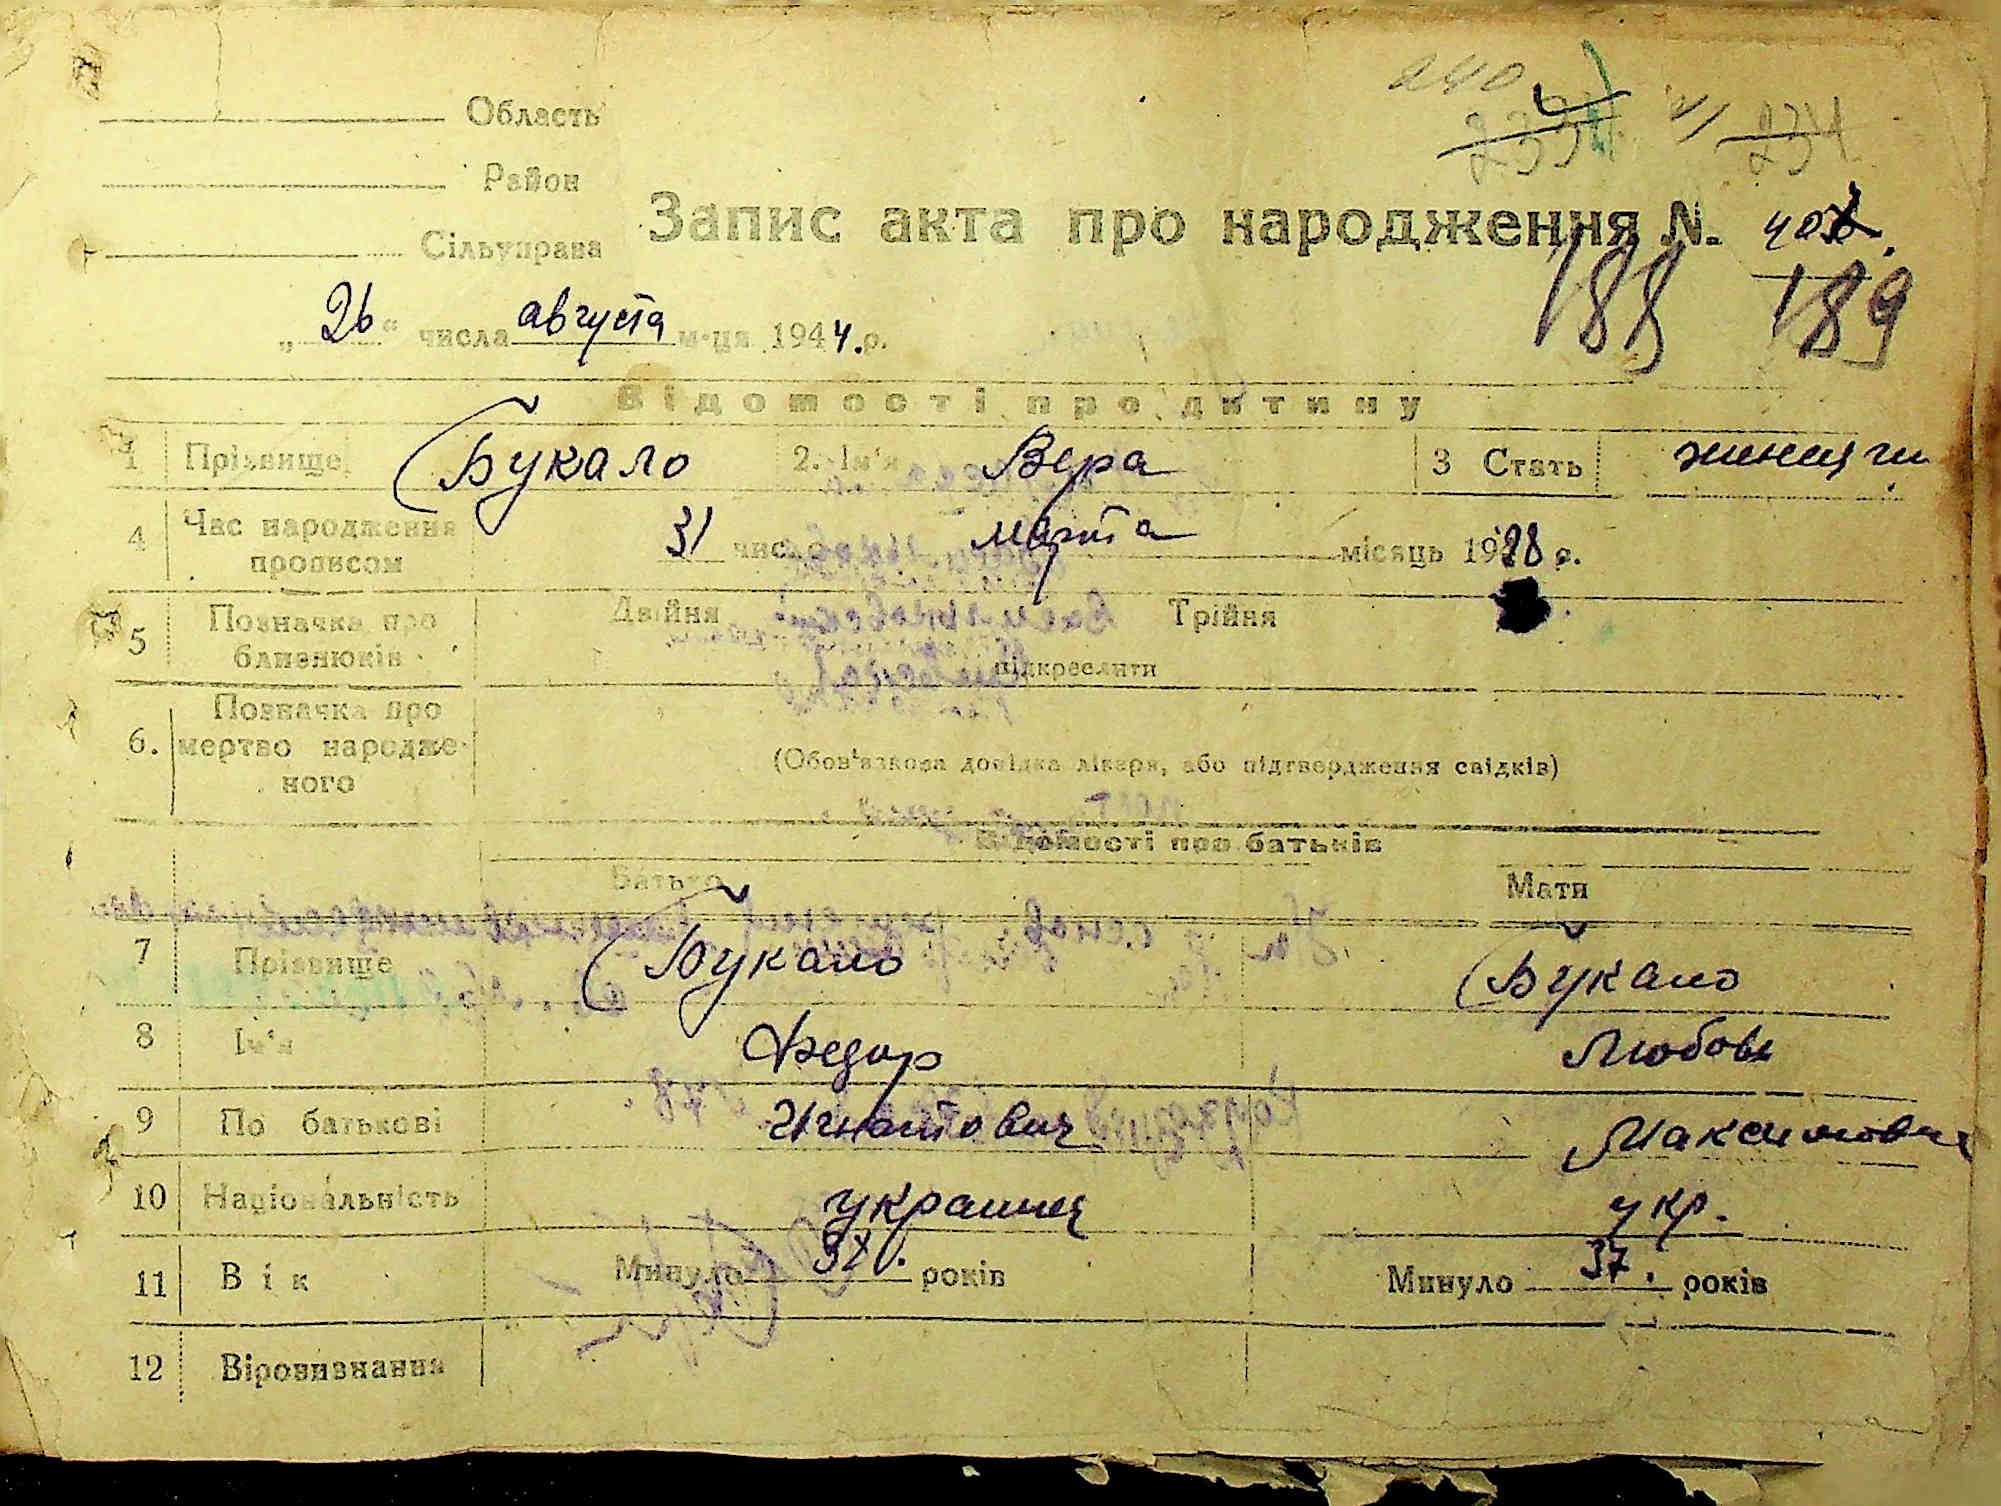 240
Область
Район
Сільуправа
Запис акта про народження N.
188 189
„26“ числа августа м-ця 1944.р.
Відомості про дитину
1 Прізвище Букало 2. Ім'я Вера 3 Стать
4 Час народження прописом 31 числ марта місяць 1928 р.
5 Позначка про близнюків Двійня Трійня
підкреслити
6. Позначка про мертво народженого
(Обов'язкова довідка лікаря, або підтвердження свідків)
Відомості про батьків
Батько Мати
7 Прізвище Букало Букало
8 Ім'я Федор Любовь
9 По батькові Игнатович Максимовна
10 Національність украинец укр.
11 Вік Минуло 37. років Минуло 37. років
12 Віровизнання